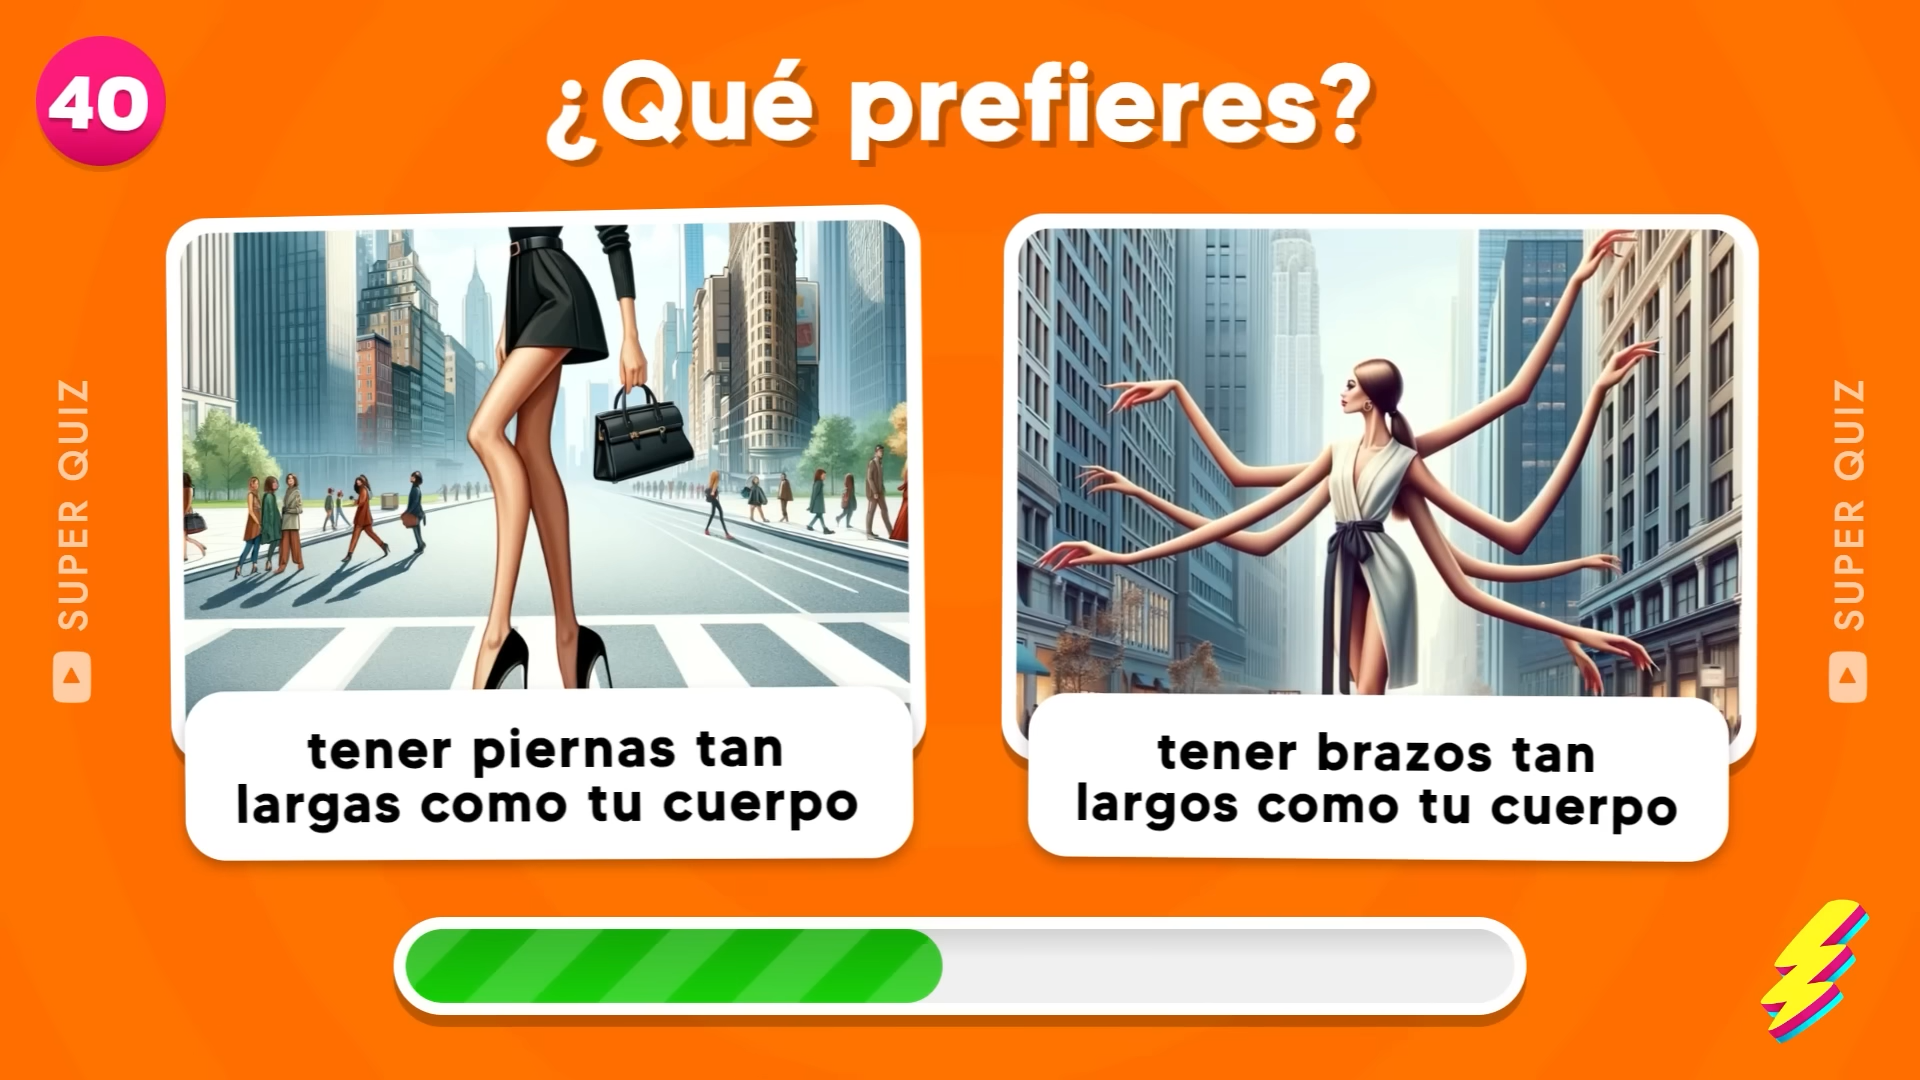 40
¿Qué prefieres?
SUPER QUIZ
tener piernas tan
largas como tu cuerpo
tener brazos tan
largos como tu cuerpo
SUPER QUIZ